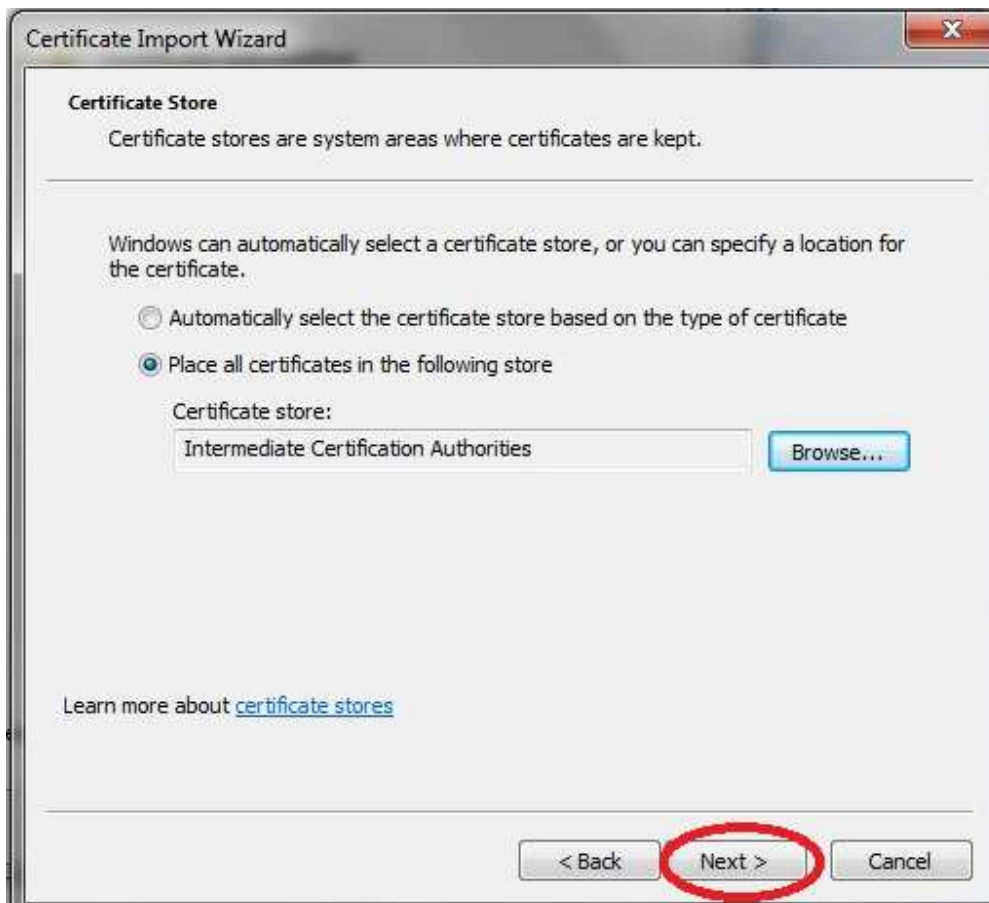 Certificate Import Wizard
Certificate Store
Certificate stores are system areas where certificates are kept.
Windows can automatically select a certificate store, or you can specify a location for
the certificate.
Automatically select the certificate store based on the type of certificate
Place all certificates in the following store
Certificate store:
Intermediate Certification Authorities
Browse...
Learn more about certificate stores
< Back
Next >
Cancel